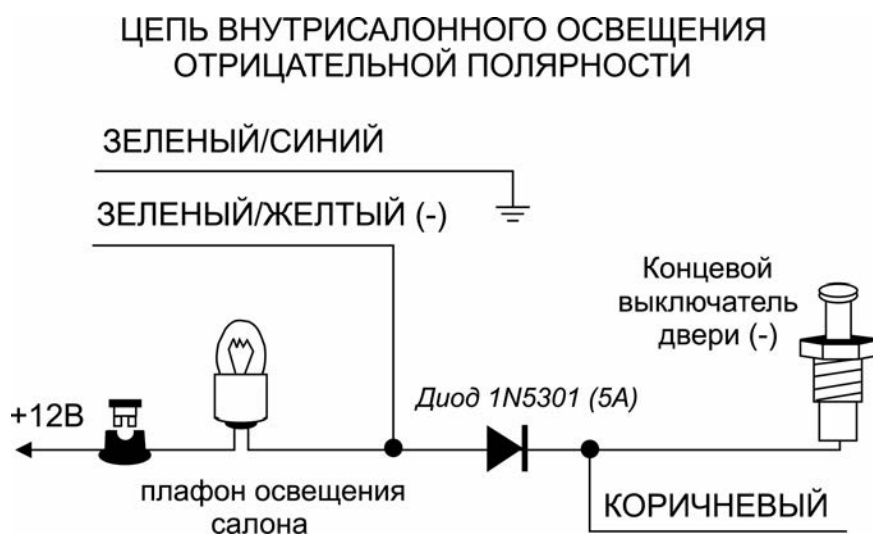 ЦЕПЬ ВНУТРИСАЛОННОГО ОСВЕЩЕНИЯ
ОТРИЦАТЕЛЬНОЙ ПОЛЯРНОСТИ
ЗЕЛЕНЫЙ/СИНИЙ
ЗЕЛЕНЫЙ/ЖЕЛТЫЙ (-)
Концевой
выключатель
двери (-)
Диод 1N5301 (5А)
+12В
плафон освещения
салона
КОРИЧНЕВЫЙ